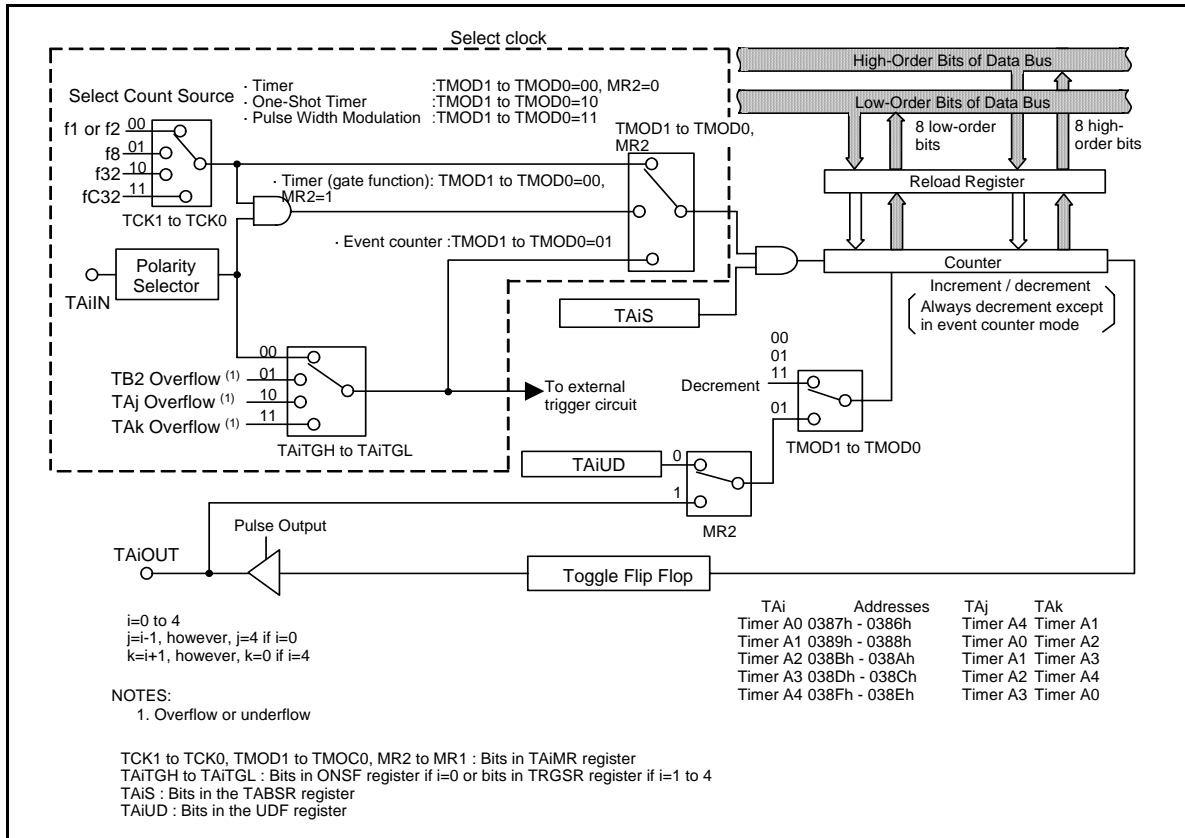 Select clock
High-Order Bits of Data Bus
Low-Order Bits of Data Bus
Select Count Source
· Timer :TMOD1 to TMOD0=00, MR2=0
· One-Shot Timer :TMOD1 to TMOD0=10
· Pulse Width Modulation :TMOD1 to TMOD0=11
TMOD1 to TMOD0,
MR2
8 low-order
bits
8 high-
order bits
f1 or f2 00
f8 01
f32 10
fC32 11
TCK1 to TCK0
· Timer (gate function): TMOD1 to TMOD0=00,
MR2=1
Reload Register
· Event counter :TMOD1 to TMOD0=01
Polarity
Selector
TAiIN
Counter
Increment / decrement
Always decrement except
in event counter mode
TAiS
00
TB2 Overflow (1) 01
TAj Overflow (1) 10
TAk Overflow (1) 11
TAiTGH to TAiTGL
To external
trigger circuit
00
01
11
Decrement
01
TMOD1 to TMOD0
TAiUD
0
1
MR2
Pulse Output
TAiOUT
Toggle Flip Flop
i=0 to 4
j=i-1, however, j=4 if i=0
k=i+1, however, k=0 if i=4
TAi Addresses TAj TAk
Timer A0 0387h - 0386h Timer A4 Timer A1
Timer A1 0389h - 0388h Timer A0 Timer A2
Timer A2 038Bh - 038Ah Timer A1 Timer A3
Timer A3 038Dh - 038Ch Timer A2 Timer A4
Timer A4 038Fh - 038Eh Timer A3 Timer A0
NOTES:
1. Overflow or underflow
TCK1 to TCK0, TMOD1 to TMOC0, MR2 to MR1 : Bits in TAiMR register
TAiTGH to TAiTGL : Bits in ONSF register if i=0 or bits in TRGSR register if i=1 to 4
TAiS : Bits in the TABSR register
TAiUD : Bits in the UDF register